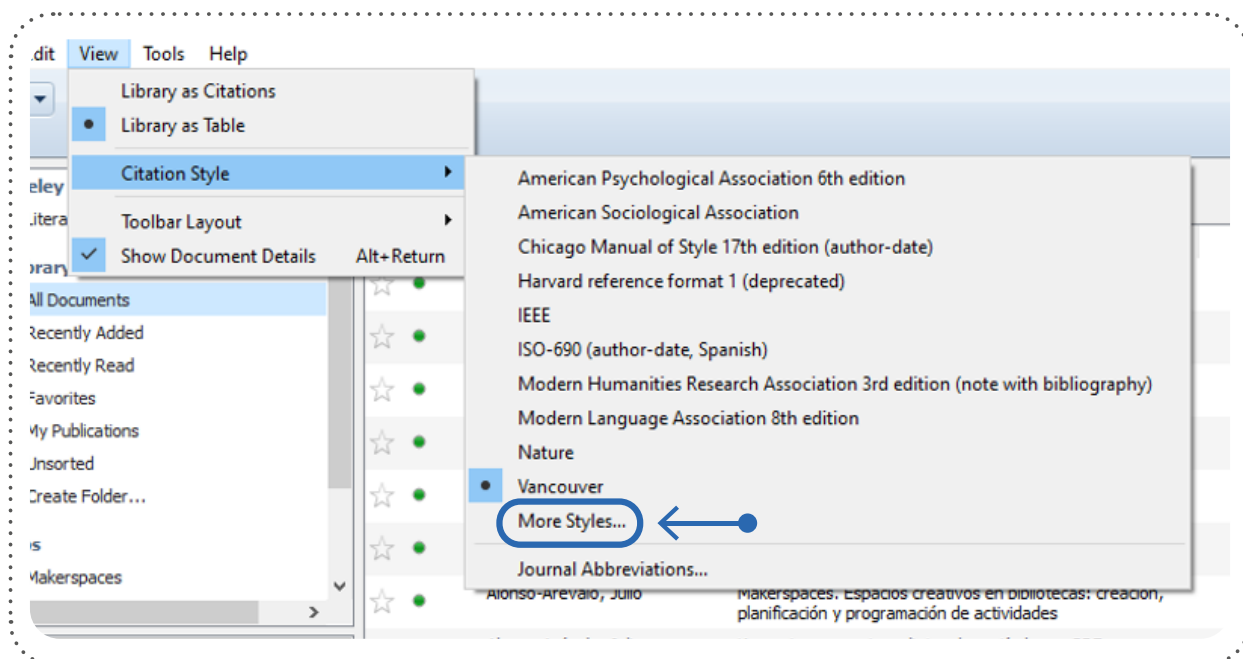 dit View Tools Help
Library as Citations
Library as Table
Citation Style
Toolbar Layout
Show Document Details Alt+Return
American Psychological Association 6th edition
American Sociological Association
Chicago Manual of Style 17th edition (author-date)
Harvard reference format 1 (deprecated)
IEEE
ISO-690 (author-date, Spanish)
Modern Humanities Research Association 3rd edition (note with bibliography)
Modern Language Association 8th edition
Nature
Vancouver
More Styles...
Journal Abbreviations...
eley
itera
orary
All Documents
Recently Added
Recently Read
Favorites
My Publications
Unsorted
Create Folder...
s
Makerspaces
Alonso-Arévalo, Julio
Makerspaces. Espacios creativos en bibliotecas: creación,
planificación y programación de actividades